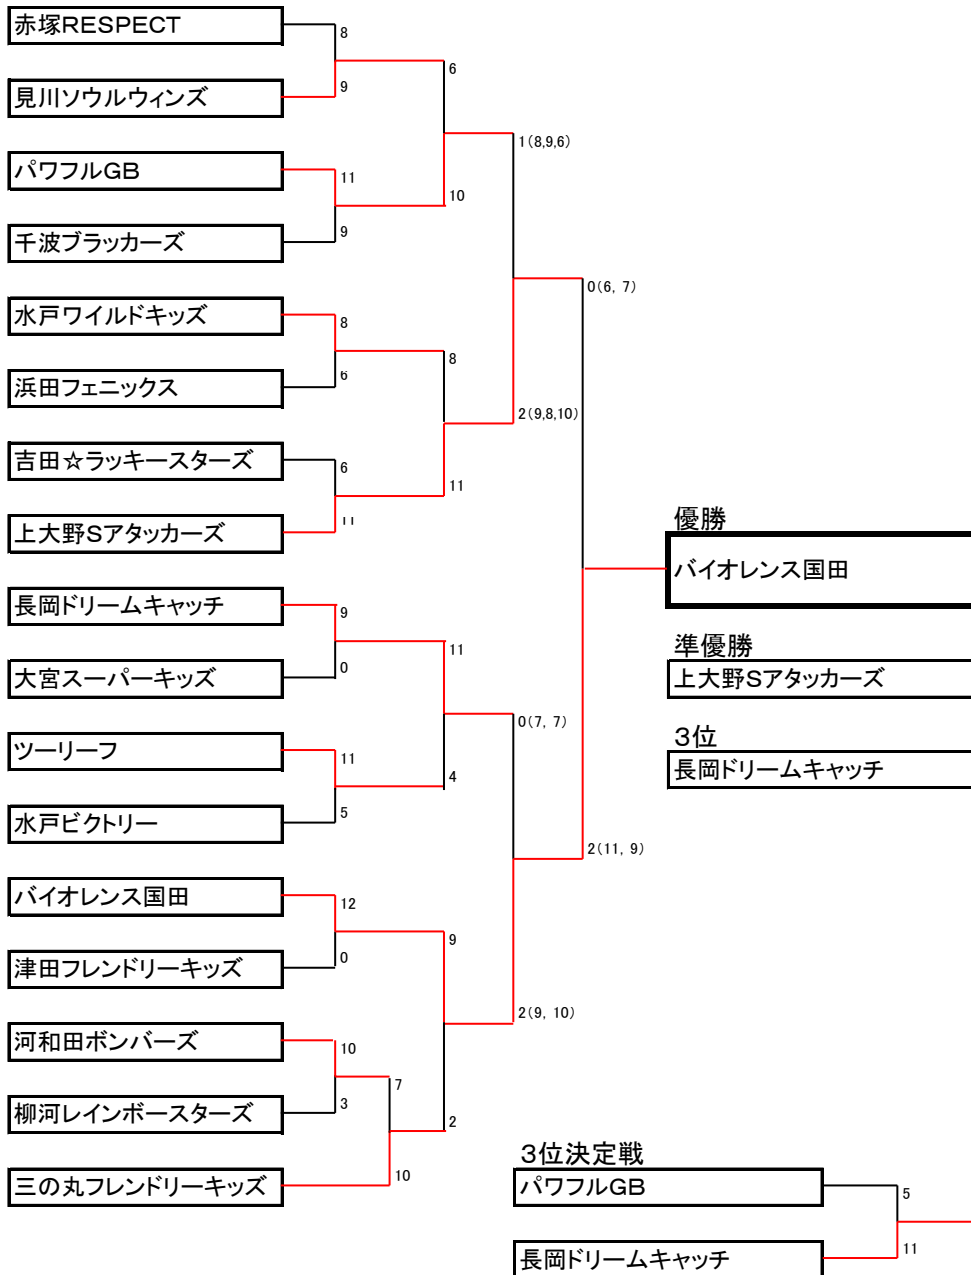 赤塚RESPECT
8
見川ソウルウィンズ
9
6
1(8,9,6)
パワフルGB
11
10
千波ブラッカーズ
9
0(6, 7)
水戸ワイルドキッズ
8
8
浜田フェニックス
6
2(9,8,10)
吉田☆ラッキースターズ
6
11
上大野Sアタッカーズ
11
優勝
バイオレンス国田
準優勝
上大野Sアタッカーズ
3位
長岡ドリームキャッチ
長岡ドリームキャッチ
9
11
大宮スーパーキッズ
0
0(7, 7)
ツーリーフ
11
4
水戸ビクトリー
5
2(11, 9)
バイオレンス国田
12
9
津田フレンドリーキッズ
0
2(9, 10)
河和田ボンバーズ
10
7
柳河レインボースターズ
3
2
三の丸フレンドリーキッズ
10
3位決定戦
パワフルGB
5
長岡ドリームキャッチ
11